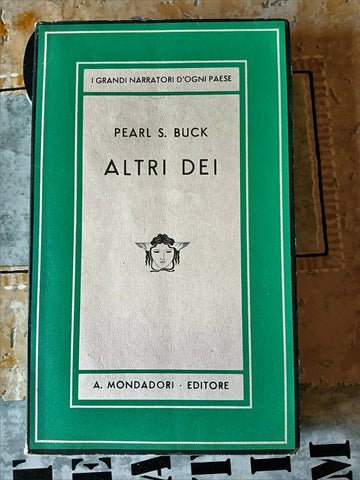 I GRANDI NARRATORI D'OGNI PAESE
PEARL S. BUCK
ALTRI DEI
A. MONDADORI · EDITORE